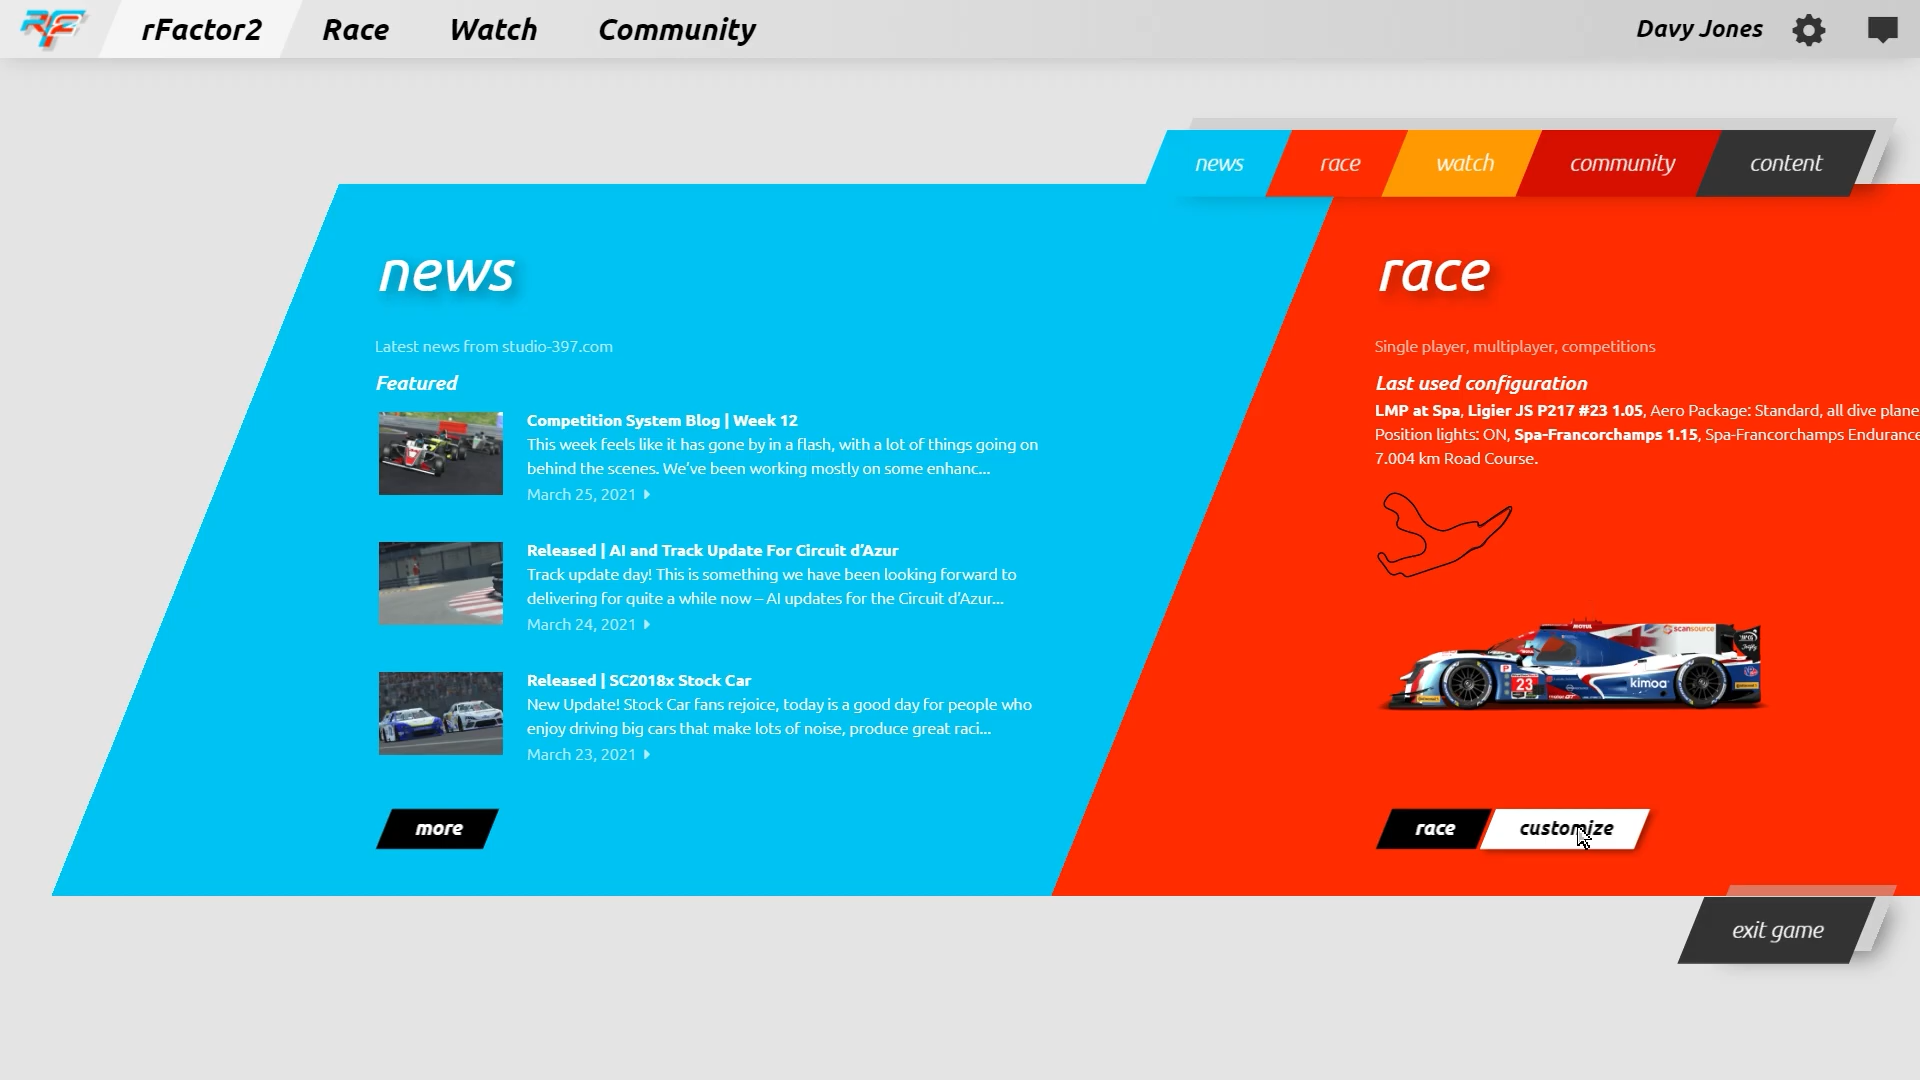 rFactor2 Race Watch Community Davy Jones
news race watch community content
news
Latest news from studio-397.com
Featured
Competition System Blog | Week 12
This week feels like it has gone by in a flash, with a lot of things going on
behind the scenes. We've been working mostly on some enhanc...
March 25, 2021
Released | AI and Track Update For Circuit d'Azur
Track update day! This is something we have been looking forward to
delivering for quite a while now – AI updates for the Circuit d'Azur...
March 24, 2021
Released | SC2018x Stock Car
New Update! Stock Car fans rejoice, today is a good day for people who
enjoy driving big cars that make lots of noise, produce great raci...
March 23, 2021
more
race
Single player, multiplayer, competitions
Last used configuration
LMP at Spa, Ligier JS P217 #23 1.05, Aero Package: Standard, all dive plane
Position lights: ON, Spa-Francorchamps 1.15, Spa-Francorchamps Endurance
7.004 km Road Course.
MOTUL
scansource
P
23
kimoa
race customize
exit game